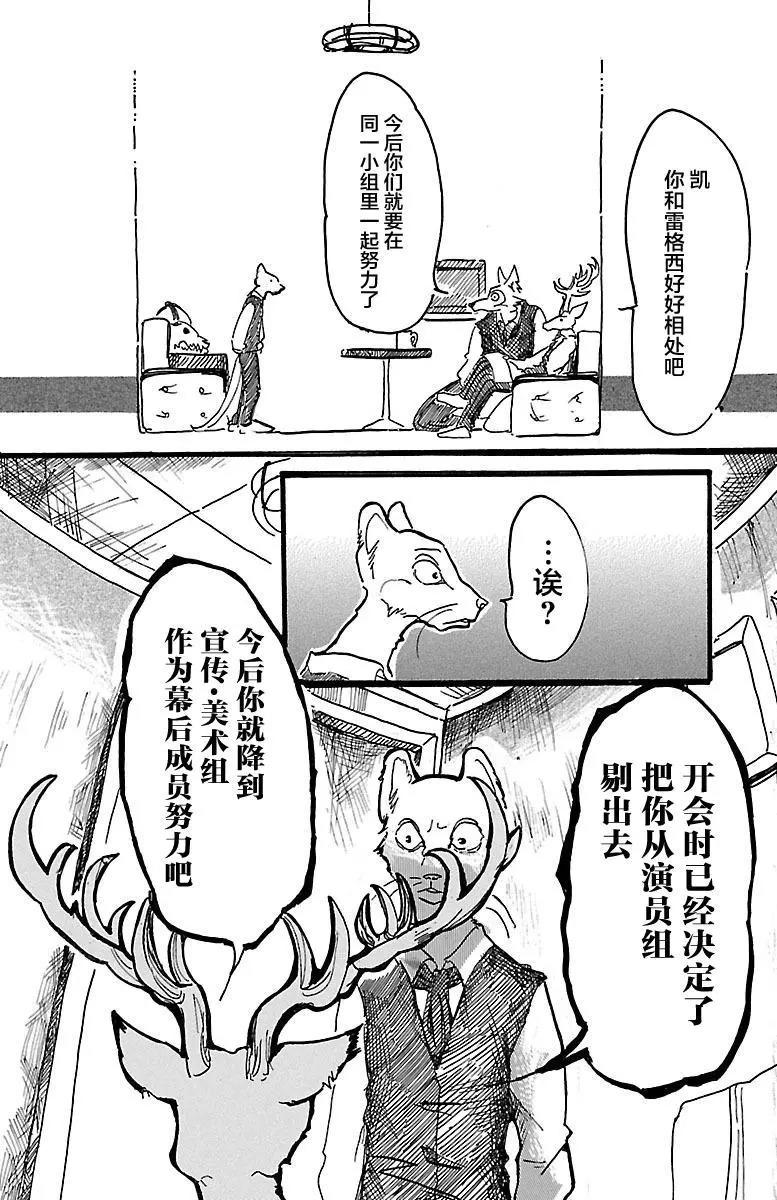 凯
你和雷格西好好相处吧
今后你们就要在
同一小组里一起努力了
…诶?
开会时已经决定了
把你从演员组
剔出去
今后你就降到
宣传·美术组
作为幕后成员努力吧